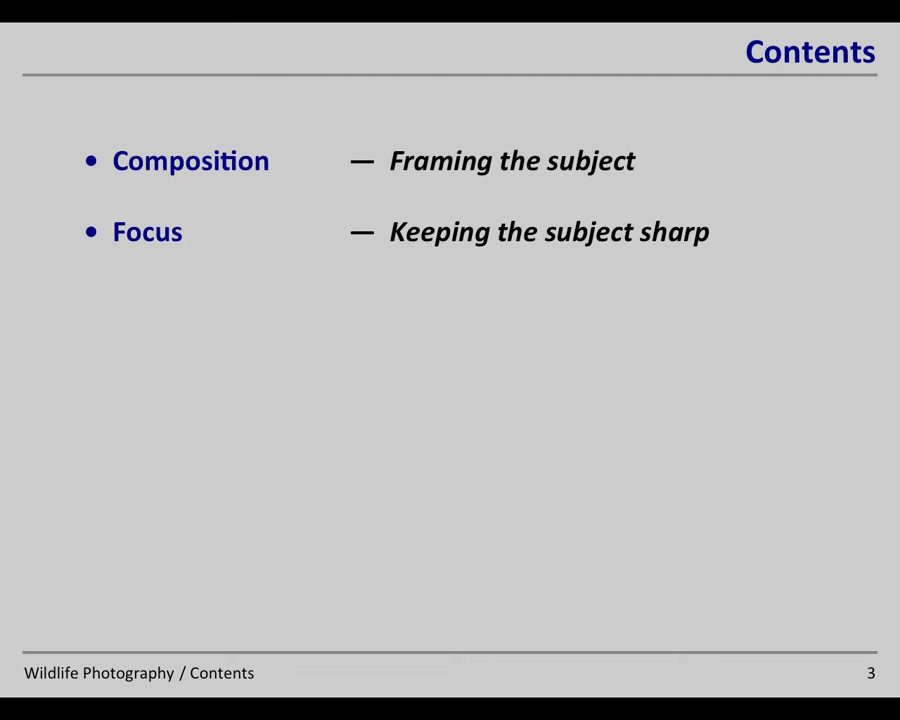 Contents
• Composition — Framing the subject
• Focus — Keeping the subject sharp
Wildlife Photography / Contents 3